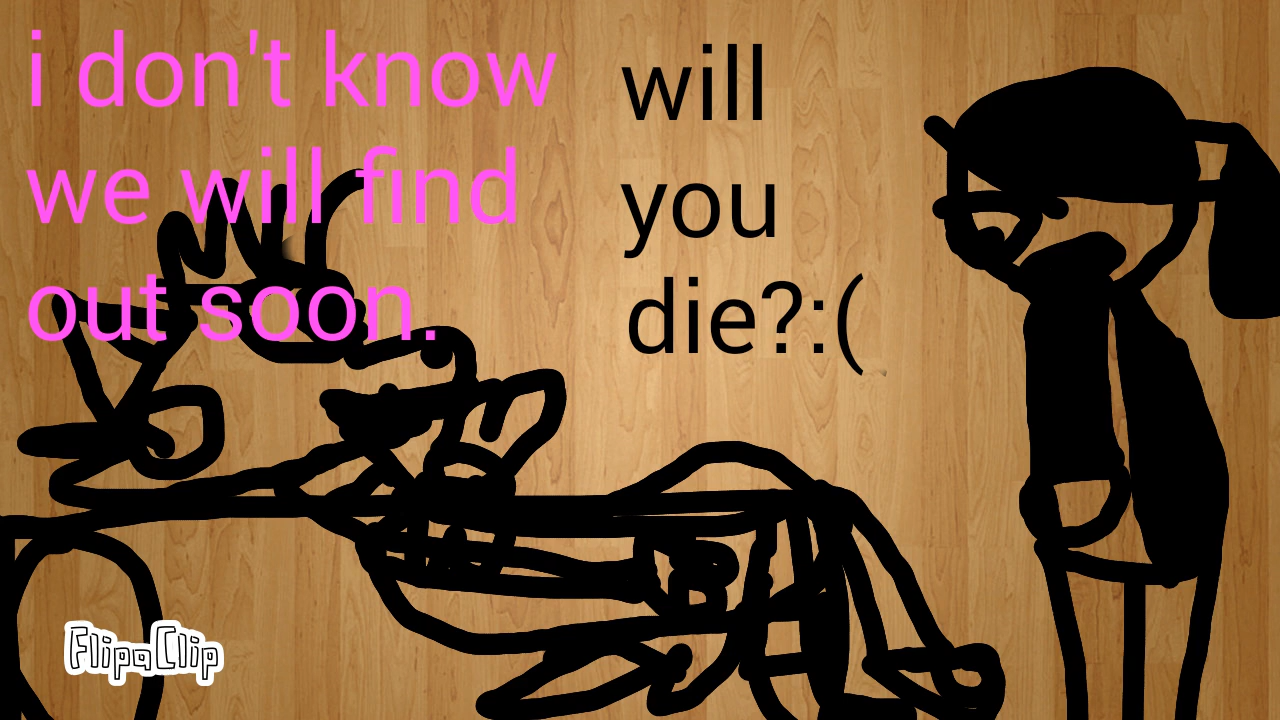 i don't know
we will find
out soon.
will
you
die?:(
FlipaClip